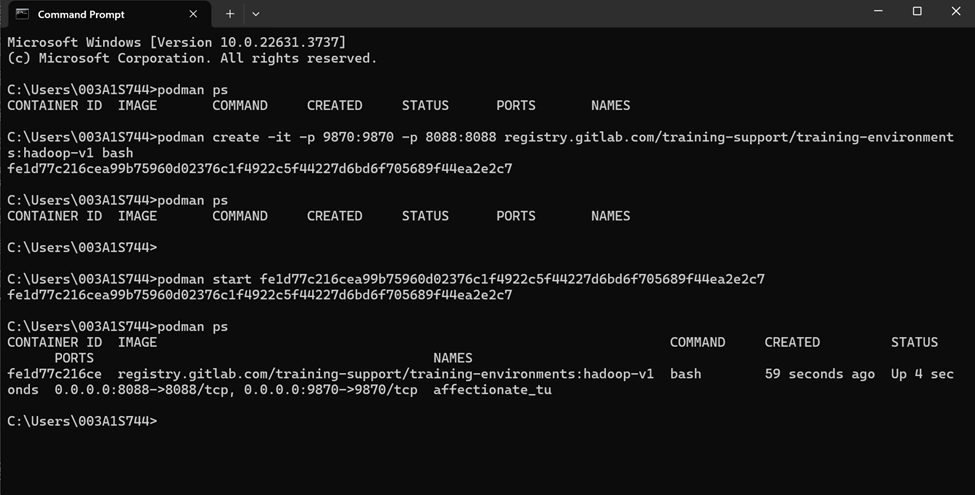 Command Prompt
Microsoft Windows [Version 10.0.22631.3737]
(c) Microsoft Corporation. All rights reserved.
C:\Users\003A1S744>podman ps
CONTAINER ID  IMAGE       COMMAND     CREATED     STATUS      PORTS       NAMES
C:\Users\003A1S744>podman create -it -p 9870:9870 -p 8088:8088 registry.gitlab.com/training-support/training-environment
s:hadoop-v1 bash
fe1d77c216cea99b75960d02376c1f4922c5f44227d6bd6f705689f44ea2e2c7
C:\Users\003A1S744>podman ps
CONTAINER ID  IMAGE       COMMAND     CREATED     STATUS      PORTS       NAMES
C:\Users\003A1S744>
C:\Users\003A1S744>podman start fe1d77c216cea99b75960d02376c1f4922c5f44227d6bd6f705689f44ea2e2c7
fe1d77c216cea99b75960d02376c1f4922c5f44227d6bd6f705689f44ea2e2c7
C:\Users\003A1S744>podman ps
CONTAINER ID  IMAGE                                                                 COMMAND     CREATED         STATUS
      PORTS                                           NAMES
fe1d77c216ce  registry.gitlab.com/training-support/training-environments:hadoop-v1  bash        59 seconds ago  Up 4 sec
onds  0.0.0.0:8088->8088/tcp, 0.0.0.0:9870->9870/tcp  affectionate_tu
C:\Users\003A1S744>